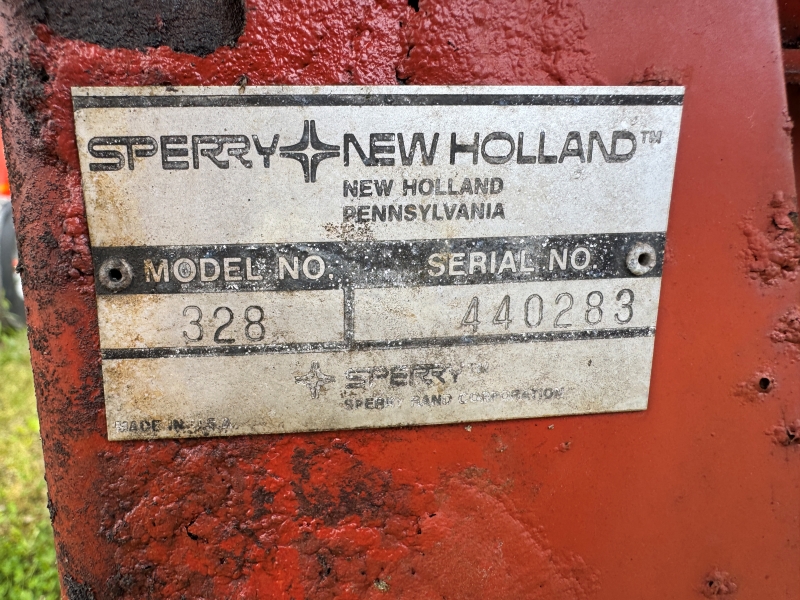 SPERRY NEW HOLLAND™
NEW HOLLAND
PENNSYLVANIA
MODEL NO. SERIAL NO
328 440283
SPERRY™
SPERRY RAND CORPORATION
MADE IN U.S.A.